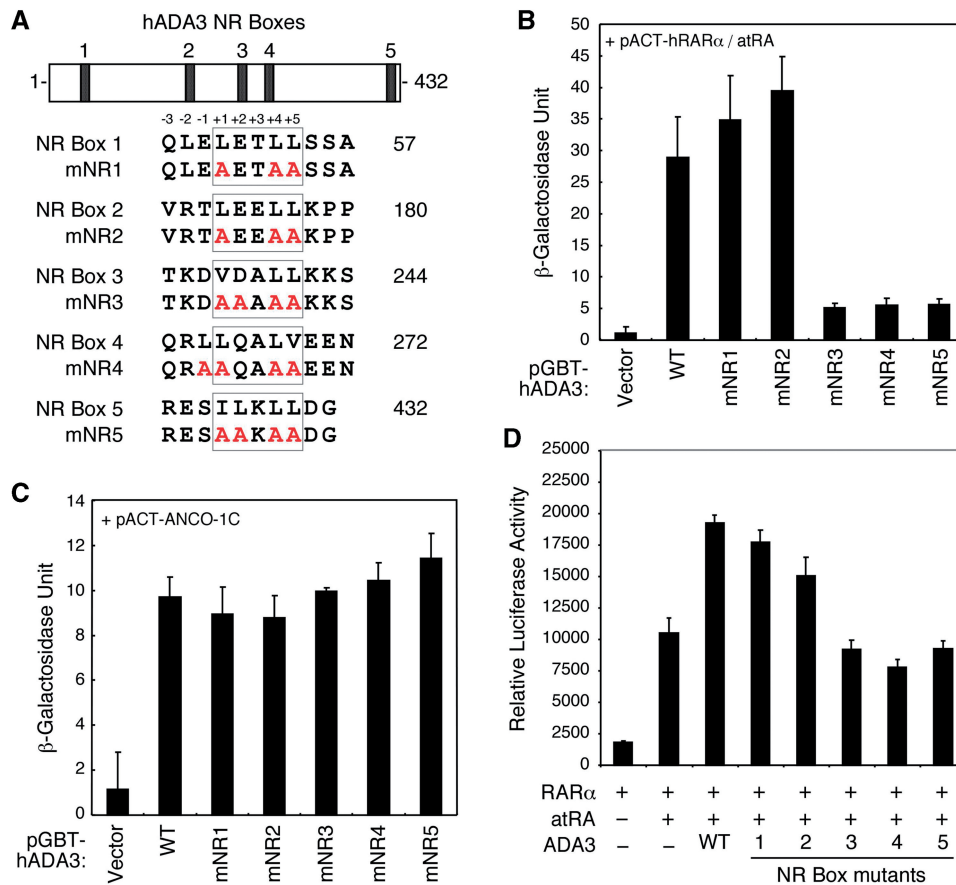 A
hADA3 NR Boxes
1 2 3 4 5
1- -432
-3 -2 -1 +1 +2 +3 +4 +5
NR Box 1 QLELETLLSSA 57
mNR1 QLEAETAASSA
NR Box 2 VRTLEELLKPP 180
mNR2 VRTAEEAAKPP
NR Box 3 TKDVDALLKKS 244
mNR3 TKDAAAAAKKS
NR Box 4 QRLLQALVEEN 272
mNR4 QRAAQAAAEEN
NR Box 5 RESILKLLDG 432
mNR5 RESAAKAADG
B
+ pACT-hRARα / atRA
β-Galactosidase Unit
50
45
40
35
30
25
20
15
10
5
0
pGBT-hADA3:
Vector WT mNR1 mNR2 mNR3 mNR4 mNR5
C
+ pACT-ANCO-1C
β-Galactosidase Unit
14
12
10
8
6
4
2
0
pGBT-hADA3:
Vector WT mNR1 mNR2 mNR3 mNR4 mNR5
D
Relative Luciferase Activity
25000
22500
20000
17500
15000
12500
10000
7500
5000
2500
0
RARα + + + + + + + +
atRA – + + + + + + +
ADA3 – – WT 1 2 3 4 5
NR Box mutants